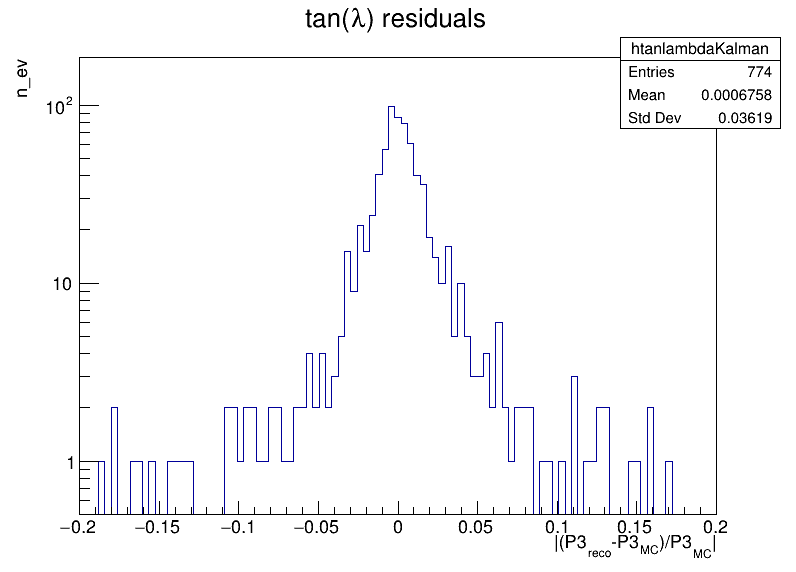 tan(λ) residuals
htanlambdaKalman
Entries 774
Mean 0.0006758
Std Dev 0.03619
n_ev
10²
10
1
−0.2 −0.15 −0.1 −0.05 0 0.05 0.1 0.15 0.2
|(P3reco-P3MC)/P3MC|